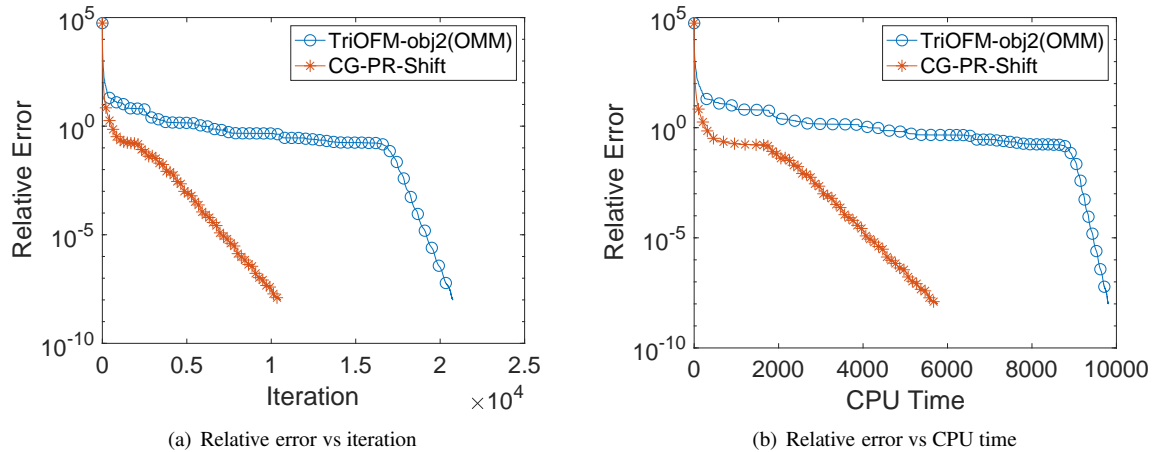 10^5
10^0
10^-5
10^-10
Relative Error
TriOFM-obj2(OMM)
CG-PR-Shift
0 0.5 1 1.5 2 2.5
Iteration
×10^4
(a) Relative error vs iteration
10^5
10^0
10^-5
10^-10
Relative Error
TriOFM-obj2(OMM)
CG-PR-Shift
0 2000 4000 6000 8000 10000
CPU Time
(b) Relative error vs CPU time